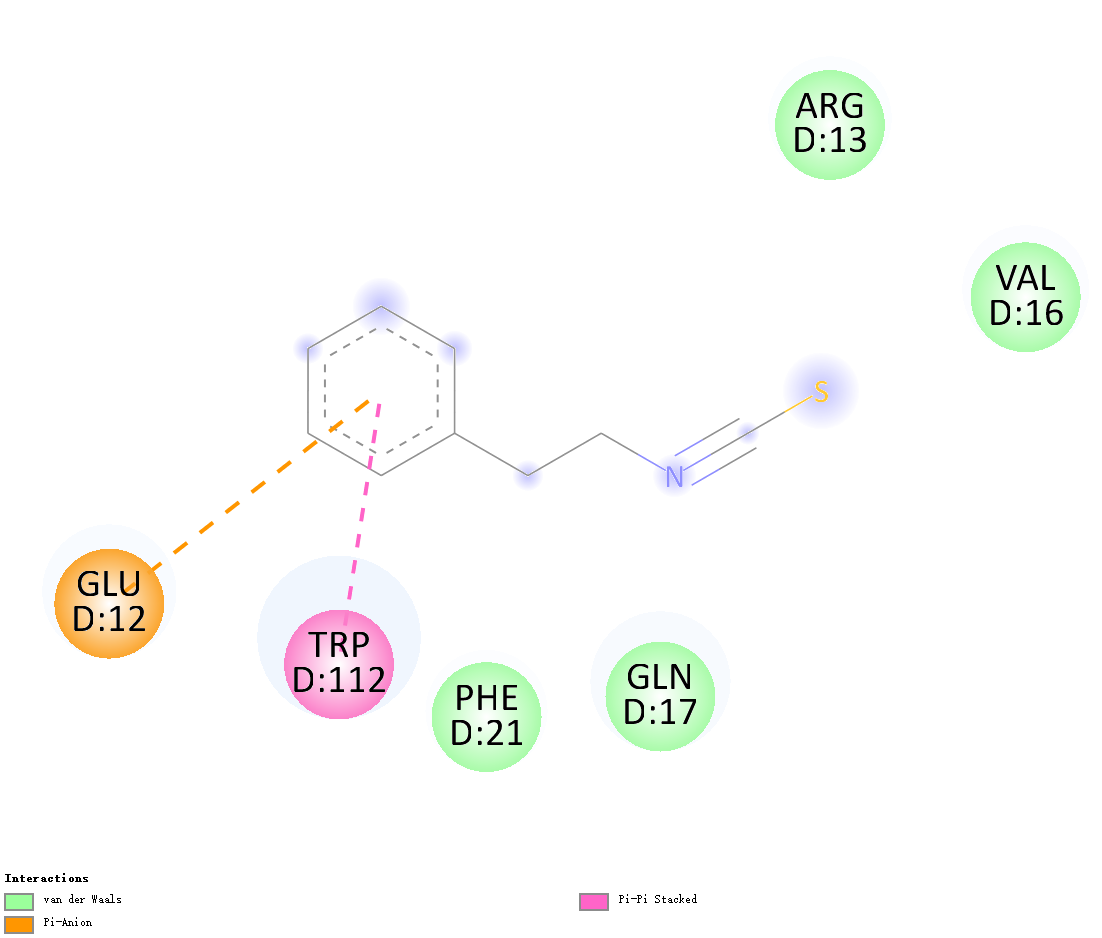 ARG
D:13
VAL
D:16
S
N
GLU
D:12
TRP
D:112
PHE
D:21
GLN
D:17
Interactions
van der Waals
Pi-Anion
Pi-Pi Stacked